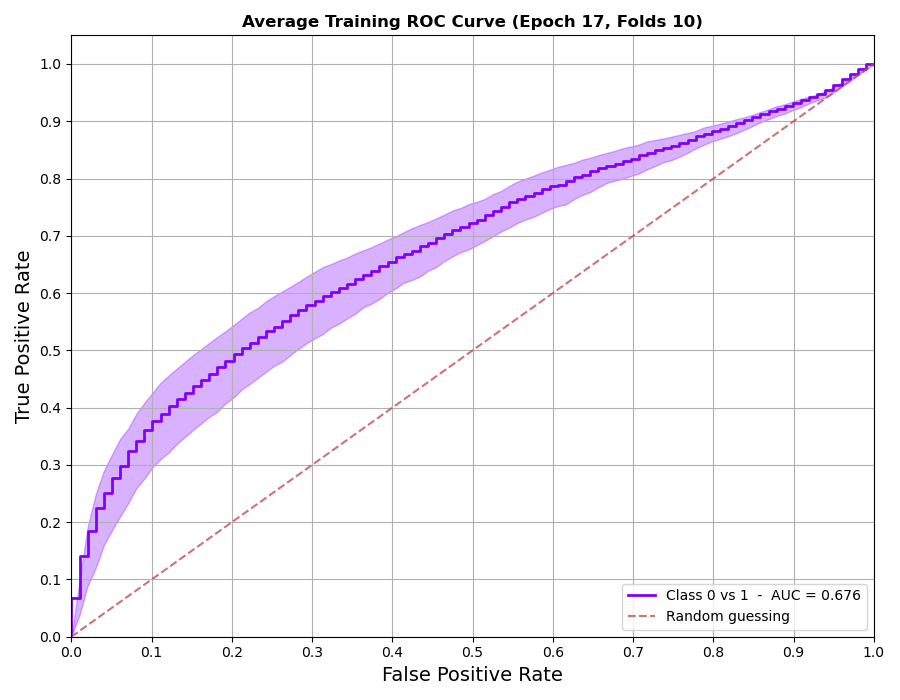 Average Training ROC Curve (Epoch 17, Folds 10)
True Positive Rate
1.0
0.9
0.8
0.7
0.6
0.5
0.4
0.3
0.2
0.1
0.0
Class 0 vs 1 - AUC = 0.676
Random guessing
0.0 0.1 0.2 0.3 0.4 0.5 0.6 0.7 0.8 0.9 1.0
False Positive Rate